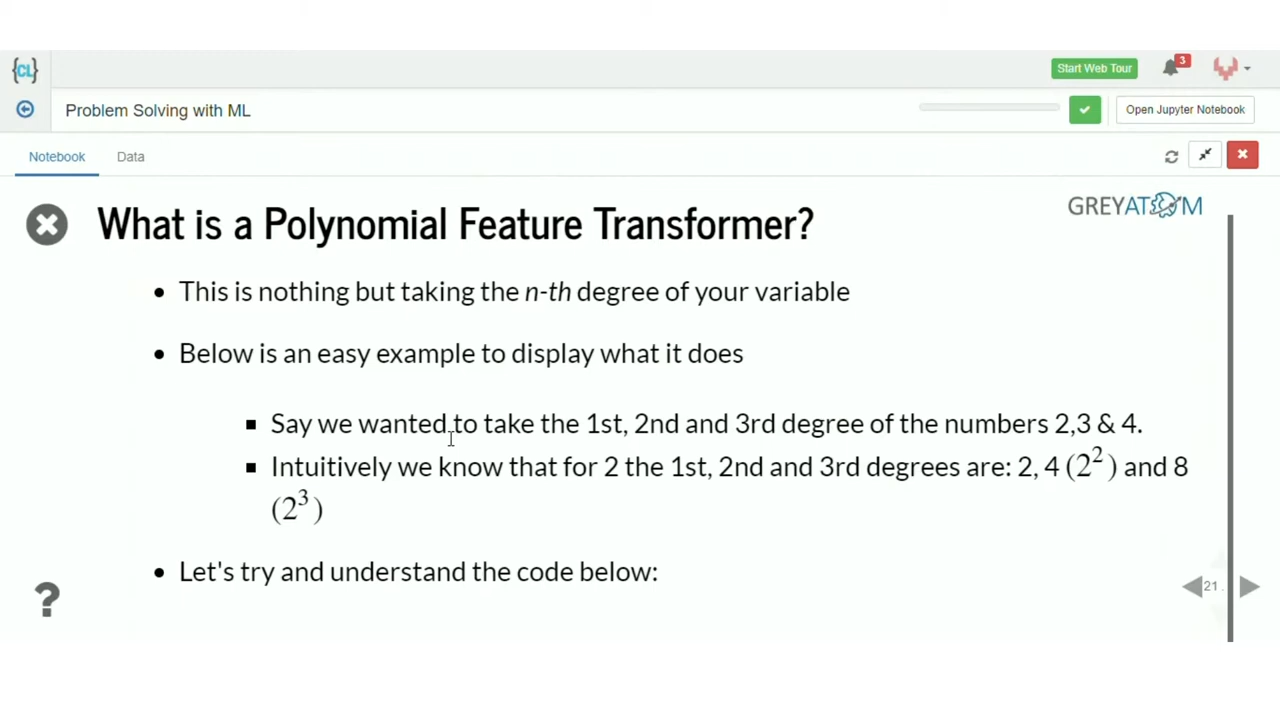 {CL}
Start Web Tour
3
Problem Solving with ML
Open Jupyter Notebook
Notebook
Data
GREYATOM
What is a Polynomial Feature Transformer?
• This is nothing but taking the n-th degree of your variable
• Below is an easy example to display what it does
▪ Say we wanted to take the 1st, 2nd and 3rd degree of the numbers 2,3 & 4.
▪ Intuitively we know that for 2 the 1st, 2nd and 3rd degrees are: 2, 4 (2²) and 8
(2³)
• Let's try and understand the code below:
?
21 .